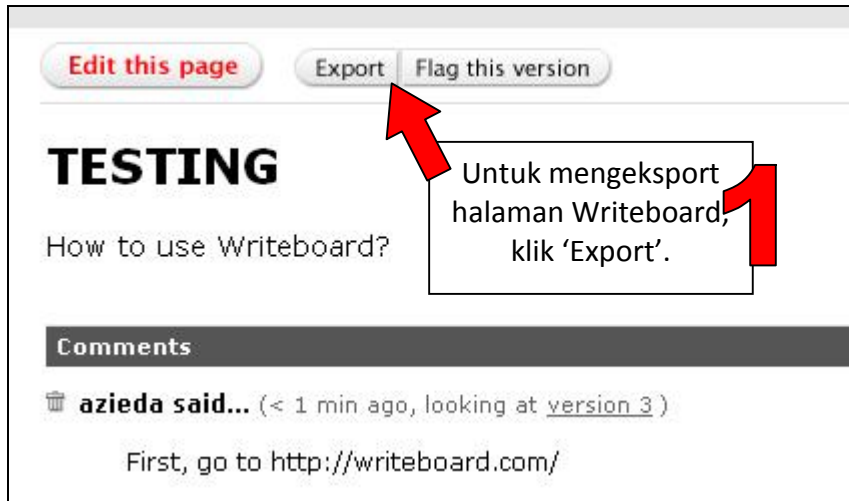 Edit this page Export Flag this version
TESTING
Untuk mengeksport
halaman Writeboard,
klik ‘Export’.
1
How to use Writeboard?
Comments
azieda said... (< 1 min ago, looking at version 3 )
First, go to http://writeboard.com/